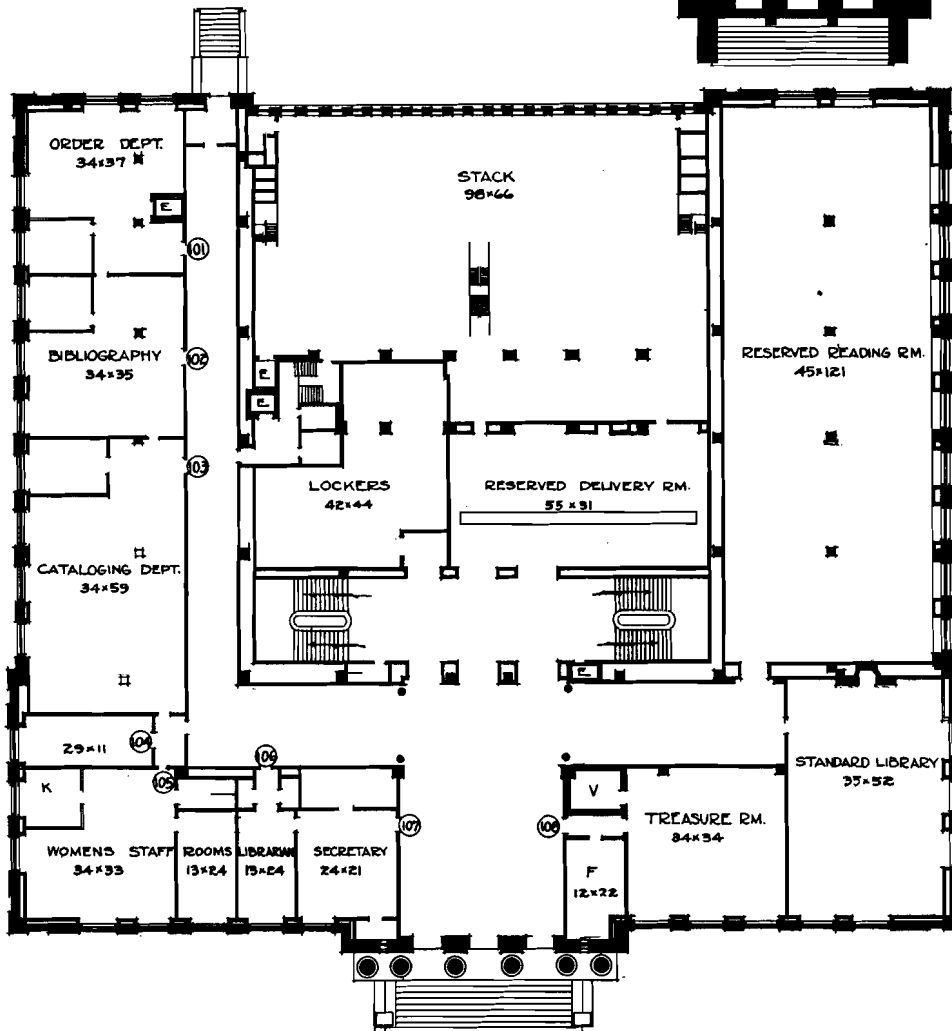 ORDER DEPT.
34×37
E
101
STACK
98×66
BIBLIOGRAPHY
34×35
102
E
E
RESERVED READING RM.
45×121
103
LOCKERS
42×44
RESERVED DELIVERY RM.
55×31
CATALOGING DEPT.
34×59
E
104
29×11
105
106
K
WOMENS STAFF ROOMS
34×33
13×24
LIBRARIAN
15×24
SECRETARY
24×21
107
108
V
F
12×22
TREASURE RM.
34×34
STANDARD LIBRARY
35×52